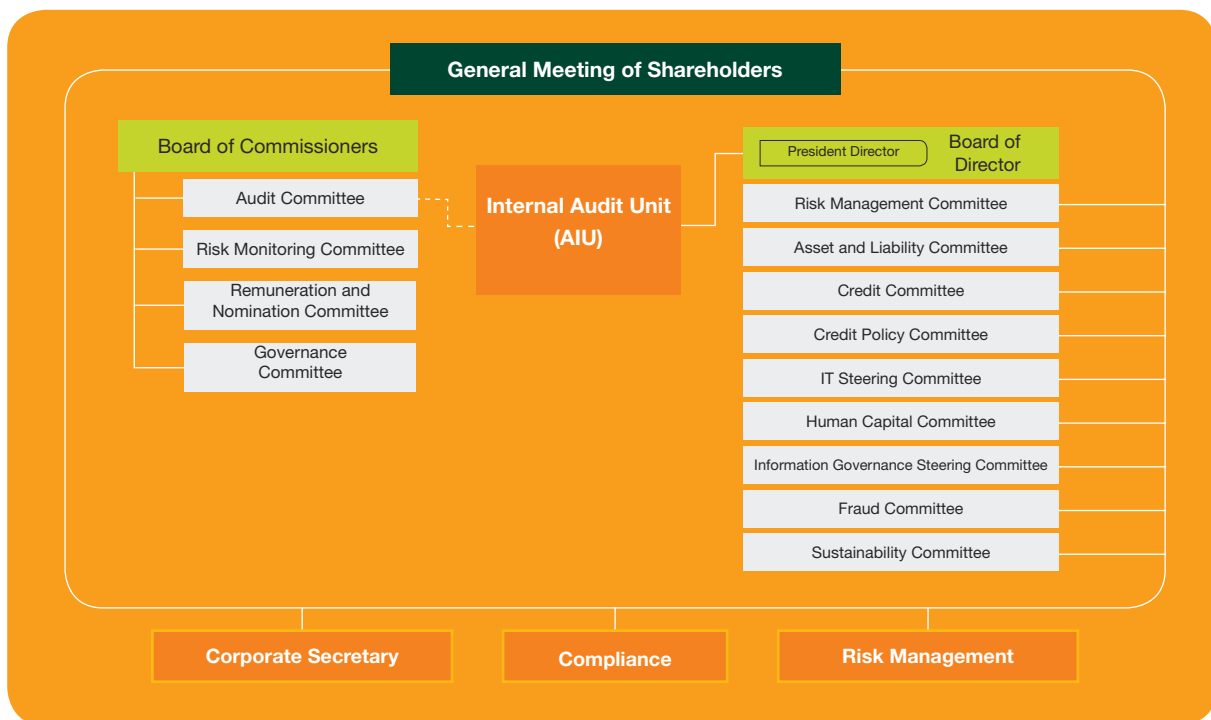 General Meeting of Shareholders
Board of Commissioners
Audit Committee
Risk Monitoring Committee
Remuneration and
Nomination Committee
Governance
Committee
Internal Audit Unit
(AIU)
President Director
Board of
Director
Risk Management Committee
Asset and Liability Committee
Credit Committee
Credit Policy Committee
IT Steering Committee
Human Capital Committee
Information Governance Steering Committee
Fraud Committee
Sustainability Committee
Corporate Secretary
Compliance
Risk Management